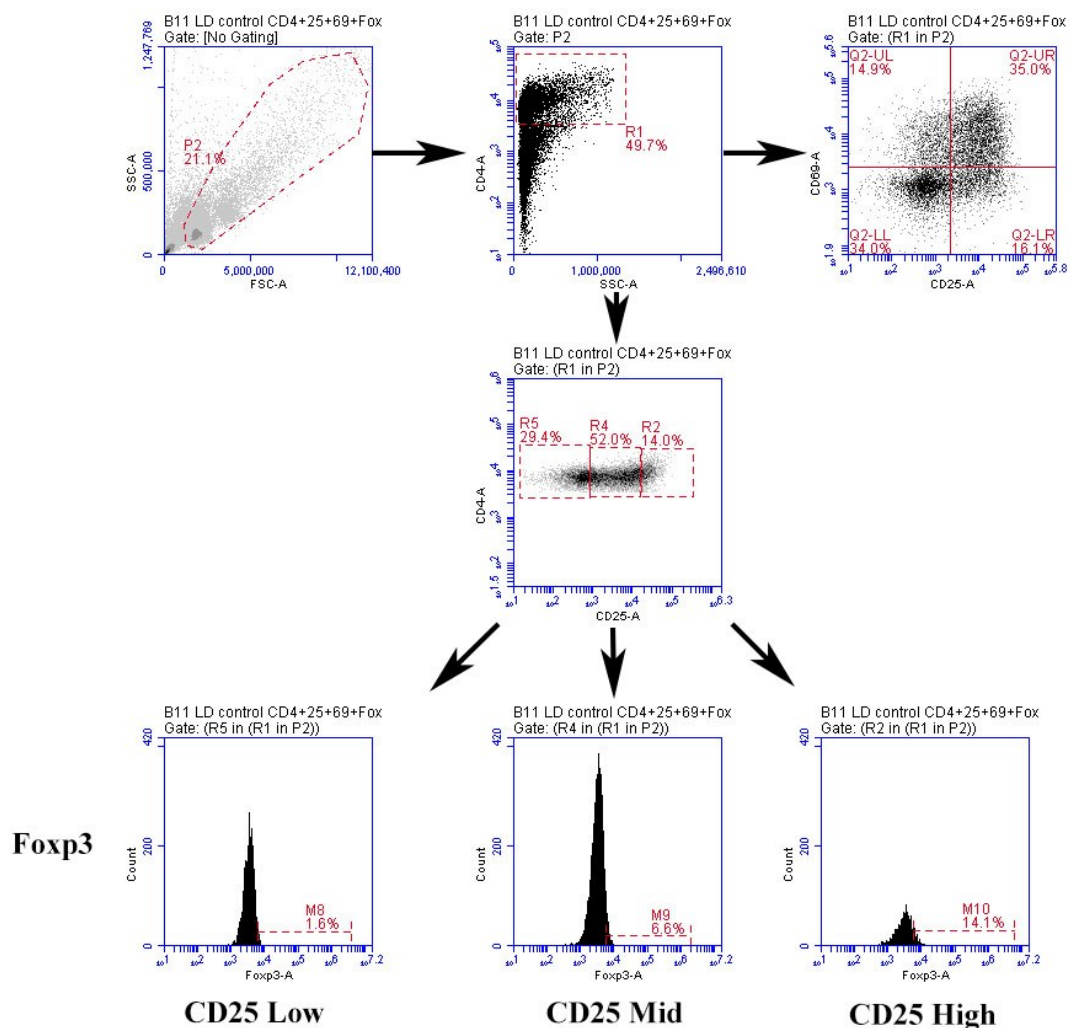 B11 LD control CD4+25+69+Fox
Gate: [No Gating]
1,247,769
P2
21.1%
SSC-A
500,000
0
0
5,000,000
12,100,400
FSC-A
B11 LD control CD4+25+69+Fox
Gate: P2
R1
49.7%
CD4-A
0
1,000,000
2,496,610
SSC-A
B11 LD control CD4+25+69+Fox
Gate: (R1 in P2)
Q2-UL
14.9%
Q2-UR
35.0%
CD69-A
Q2-LL
34.0%
Q2-LR
16.1%
CD25-A
B11 LD control CD4+25+69+Fox
Gate: (R1 in P2)
R5
29.4%
R4
52.0%
R2
14.0%
CD4-A
CD25-A
B11 LD control CD4+25+69+Fox
Gate: (R5 in (R1 in P2))
420
200
0
Count
M8
1.6%
Foxp3-A
B11 LD control CD4+25+69+Fox
Gate: (R4 in (R1 in P2))
420
200
0
Count
M9
6.6%
Foxp3-A
B11 LD control CD4+25+69+Fox
Gate: (R2 in (R1 in P2))
420
200
0
Count
M10
14.1%
Foxp3-A
Foxp3
CD25 Low
CD25 Mid
CD25 High